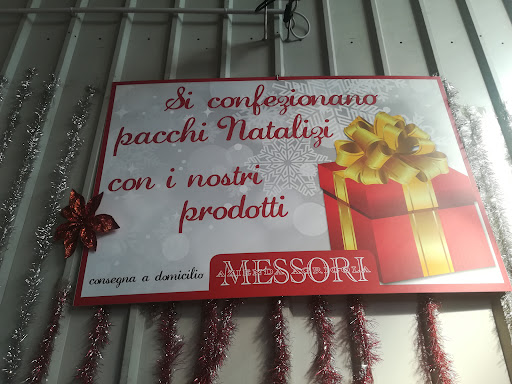 Si confezionano
pacchi Natalizi
con i nostri
prodotti
consegna a domicilio
AZIENDA AGRICOLA
MESSORI